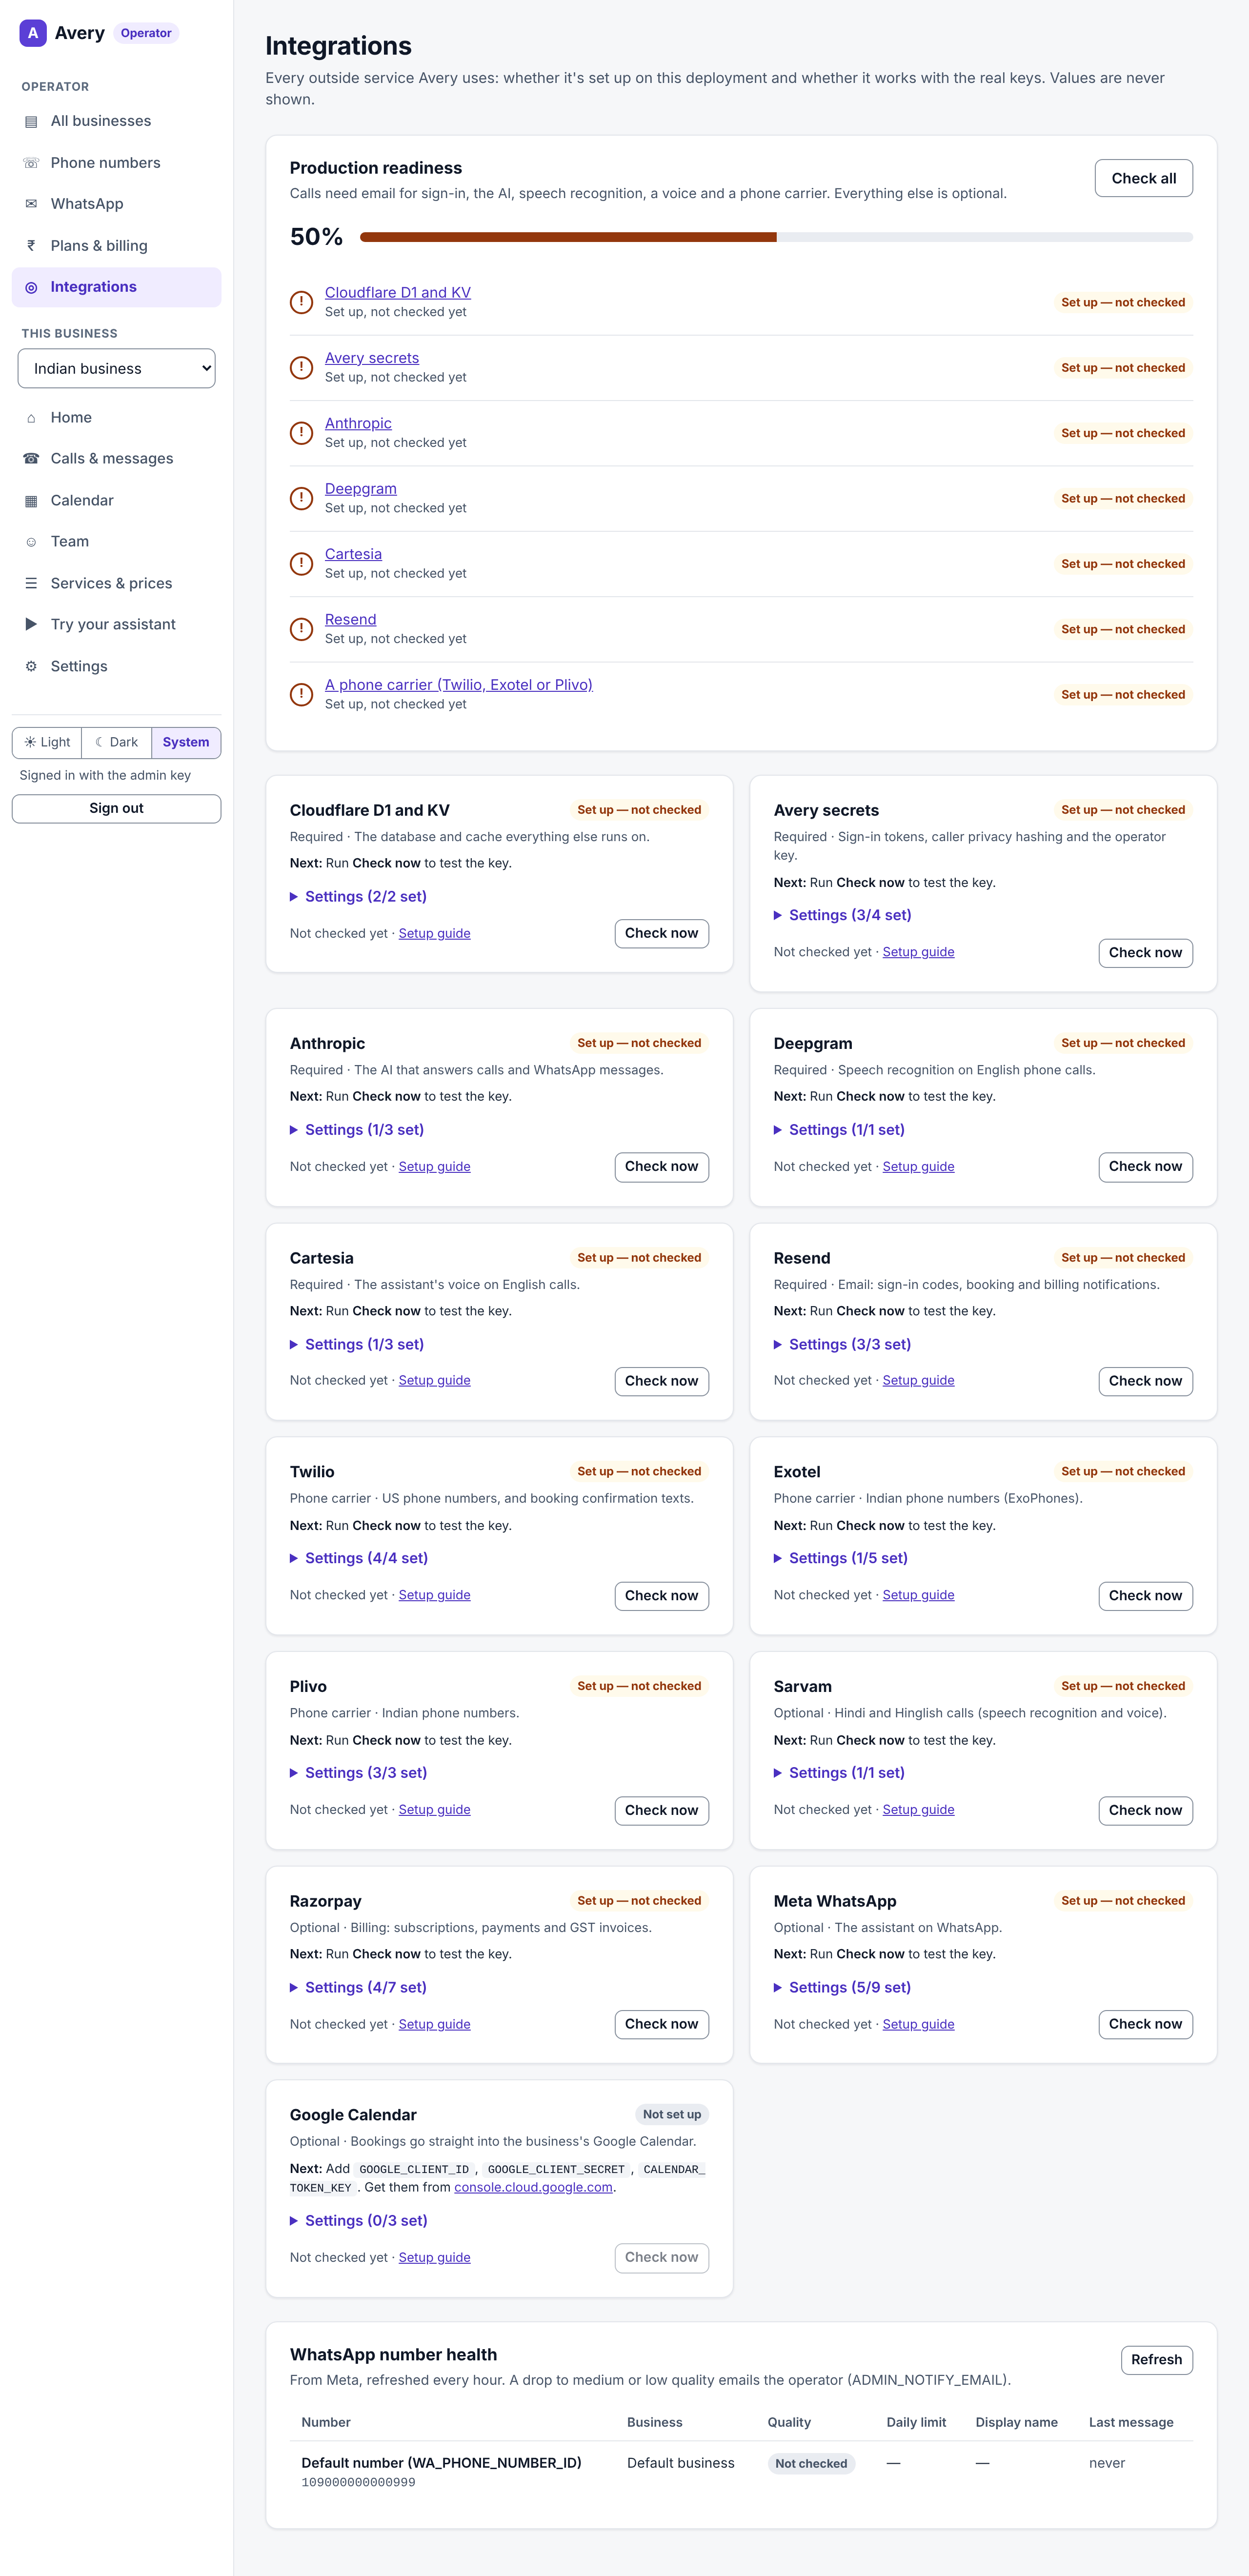 A Avery Operator
OPERATOR
All businesses
Phone numbers
WhatsApp
₹ Plans & billing
Integrations
THIS BUSINESS
Indian business
Home
Calls & messages
Calendar
Team
Services & prices
Try your assistant
Settings
Light Dark System
Signed in with the admin key
Sign out
Integrations
Every outside service Avery uses: whether it's set up on this deployment and whether it works with the real keys. Values are never
shown.
Production readiness
Calls need email for sign-in, the AI, speech recognition, a voice and a phone carrier. Everything else is optional.
Check all
50%
! Cloudflare D1 and KV
Set up, not checked yet
Set up — not checked
! Avery secrets
Set up, not checked yet
Set up — not checked
! Anthropic
Set up, not checked yet
Set up — not checked
! Deepgram
Set up, not checked yet
Set up — not checked
! Cartesia
Set up, not checked yet
Set up — not checked
! Resend
Set up, not checked yet
Set up — not checked
! A phone carrier (Twilio, Exotel or Plivo)
Set up, not checked yet
Set up — not checked
Cloudflare D1 and KV Set up — not checked
Required · The database and cache everything else runs on.
Next: Run Check now to test the key.
Settings (2/2 set)
Not checked yet · Setup guide Check now
Avery secrets Set up — not checked
Required · Sign-in tokens, caller privacy hashing and the operator
key.
Next: Run Check now to test the key.
Settings (3/4 set)
Not checked yet · Setup guide Check now
Anthropic Set up — not checked
Required · The AI that answers calls and WhatsApp messages.
Next: Run Check now to test the key.
Settings (1/3 set)
Not checked yet · Setup guide Check now
Deepgram Set up — not checked
Required · Speech recognition on English phone calls.
Next: Run Check now to test the key.
Settings (1/1 set)
Not checked yet · Setup guide Check now
Cartesia Set up — not checked
Required · The assistant's voice on English calls.
Next: Run Check now to test the key.
Settings (1/3 set)
Not checked yet · Setup guide Check now
Resend Set up — not checked
Required · Email: sign-in codes, booking and billing notifications.
Next: Run Check now to test the key.
Settings (3/3 set)
Not checked yet · Setup guide Check now
Twilio Set up — not checked
Phone carrier · US phone numbers, and booking confirmation texts.
Next: Run Check now to test the key.
Settings (4/4 set)
Not checked yet · Setup guide Check now
Exotel Set up — not checked
Phone carrier · Indian phone numbers (ExoPhones).
Next: Run Check now to test the key.
Settings (1/5 set)
Not checked yet · Setup guide Check now
Plivo Set up — not checked
Phone carrier · Indian phone numbers.
Next: Run Check now to test the key.
Settings (3/3 set)
Not checked yet · Setup guide Check now
Sarvam Set up — not checked
Optional · Hindi and Hinglish calls (speech recognition and voice).
Next: Run Check now to test the key.
Settings (1/1 set)
Not checked yet · Setup guide Check now
Razorpay Set up — not checked
Optional · Billing: subscriptions, payments and GST invoices.
Next: Run Check now to test the key.
Settings (4/7 set)
Not checked yet · Setup guide Check now
Meta WhatsApp Set up — not checked
Optional · The assistant on WhatsApp.
Next: Run Check now to test the key.
Settings (5/9 set)
Not checked yet · Setup guide Check now
Google Calendar Not set up
Optional · Bookings go straight into the business's Google Calendar.
Next: Add GOOGLE_CLIENT_ID, GOOGLE_CLIENT_SECRET, CALENDAR_
TOKEN_KEY. Get them from console.cloud.google.com.
Settings (0/3 set)
Not checked yet · Setup guide Check now
WhatsApp number health
From Meta, refreshed every hour. A drop to medium or low quality emails the operator (ADMIN_NOTIFY_EMAIL).
Refresh
Number Business Quality Daily limit Display name Last message
Default number (WA_PHONE_NUMBER_ID) Default business Not checked — — never
109000000000999